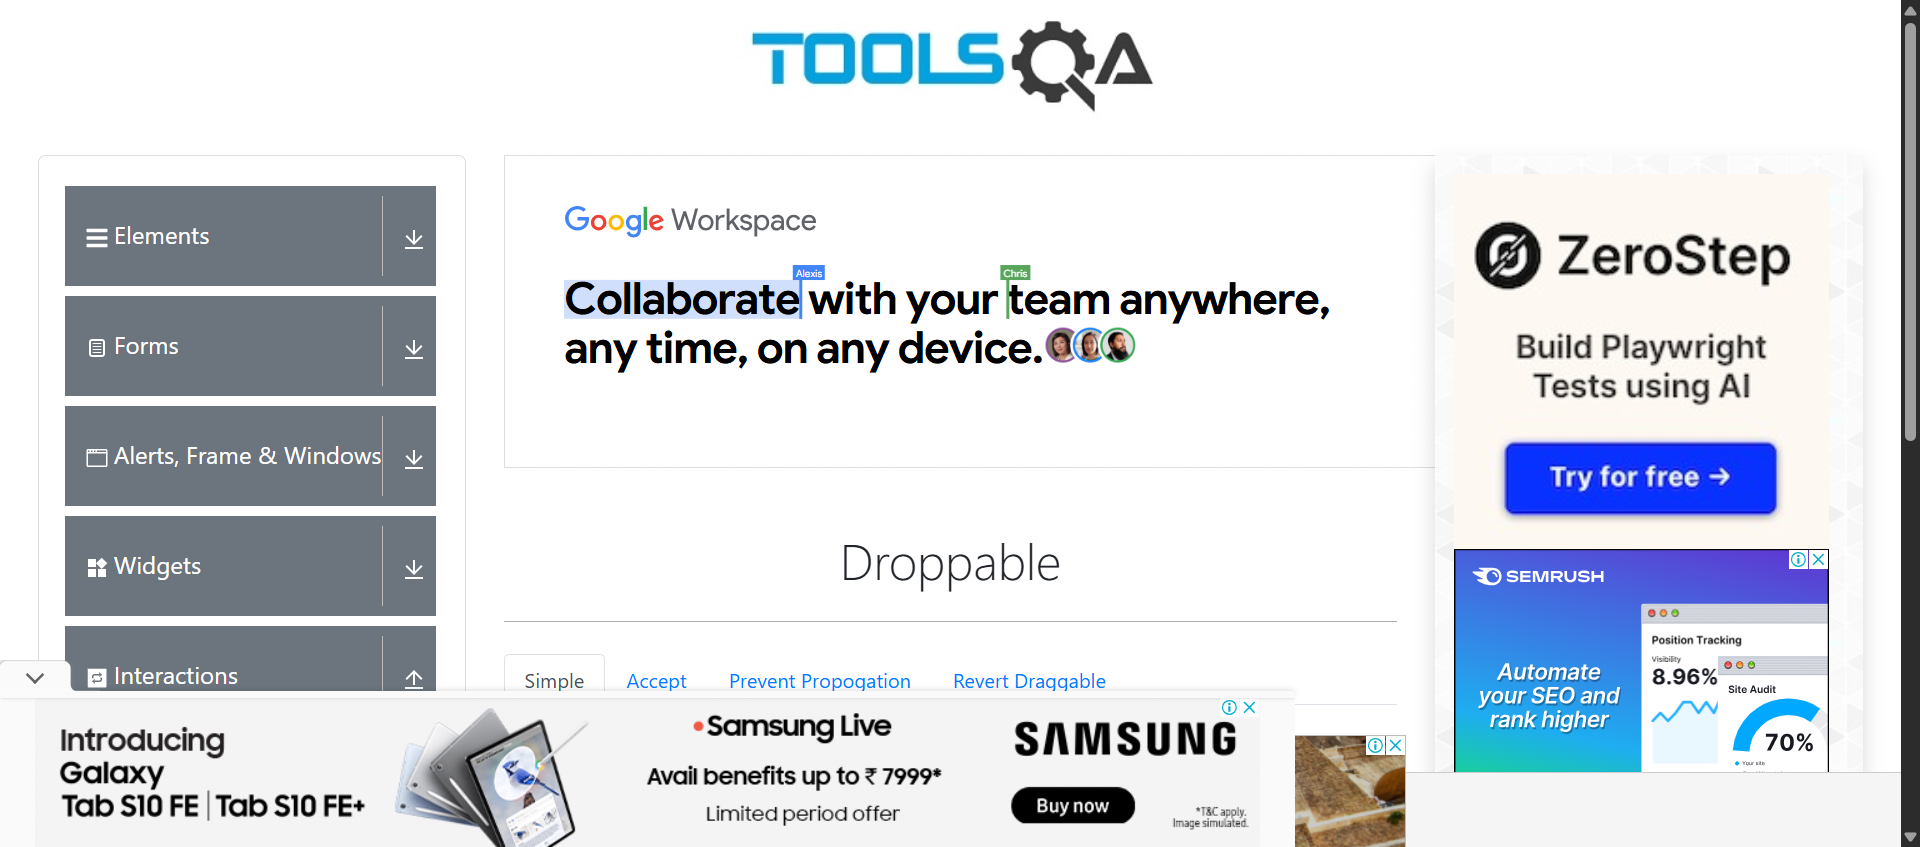 TOOLSQA
Elements
Forms
Alerts, Frame & Windows
Widgets
Interactions
Google Workspace
Alexis
Chris
Collaborate with your team anywhere,
any time, on any device.
Droppable
Simple
Accept
Prevent Propogation
Revert Draggable
ZeroStep
Build Playwright
Tests using AI
Try for free →
SEMRUSH
Automate
your SEO and
rank higher
Position Tracking
Visibility
8.96%
Site Audit
70%
Your site
Introducing
Galaxy
Tab S10 FE | Tab S10 FE+
Samsung Live
Avail benefits up to ₹ 7999*
Limited period offer
SAMSUNG
Buy now
*T&C apply.
Image simulated.